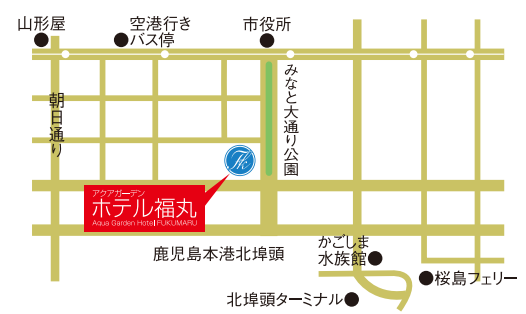 山形屋
空港行き
バス停
市役所
朝日通り
みなと大通り公園
アクアガーデン
ホテル福丸
Aqua Garden Hotel FUKUMARU
鹿児島本港北埠頭
かごしま
水族館
桜島フェリー
北埠頭ターミナル